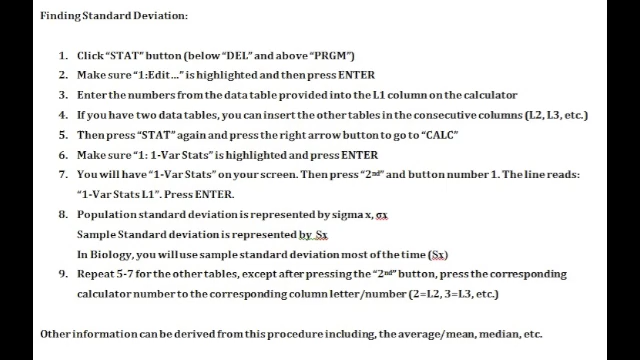 Finding Standard Deviation:
1. Click “STAT” button (below “DEL” and above “PRGM”)
2. Make sure “1:Edit…” is highlighted and then press ENTER
3. Enter the numbers from the data table provided into the L1 column on the calculator
4. If you have two data tables, you can insert the other tables in the consecutive columns (L2, L3, etc.)
5. Then press “STAT” again and press the right arrow button to go to “CALC”
6. Make sure “1: 1-Var Stats” is highlighted and press ENTER
7. You will have “1-Var Stats” on your screen. Then press “2nd” and button number 1. The line reads:
“1-Var Stats L1”. Press ENTER.
8. Population standard deviation is represented by sigma x, σx
Sample Standard deviation is represented by Sx
In Biology, you will use sample standard deviation most of the time (Sx)
9. Repeat 5-7 for the other tables, except after pressing the “2nd” button, press the corresponding
calculator number to the corresponding column letter/number (2=L2, 3=L3, etc.)
Other information can be derived from this procedure including, the average/mean, median, etc.